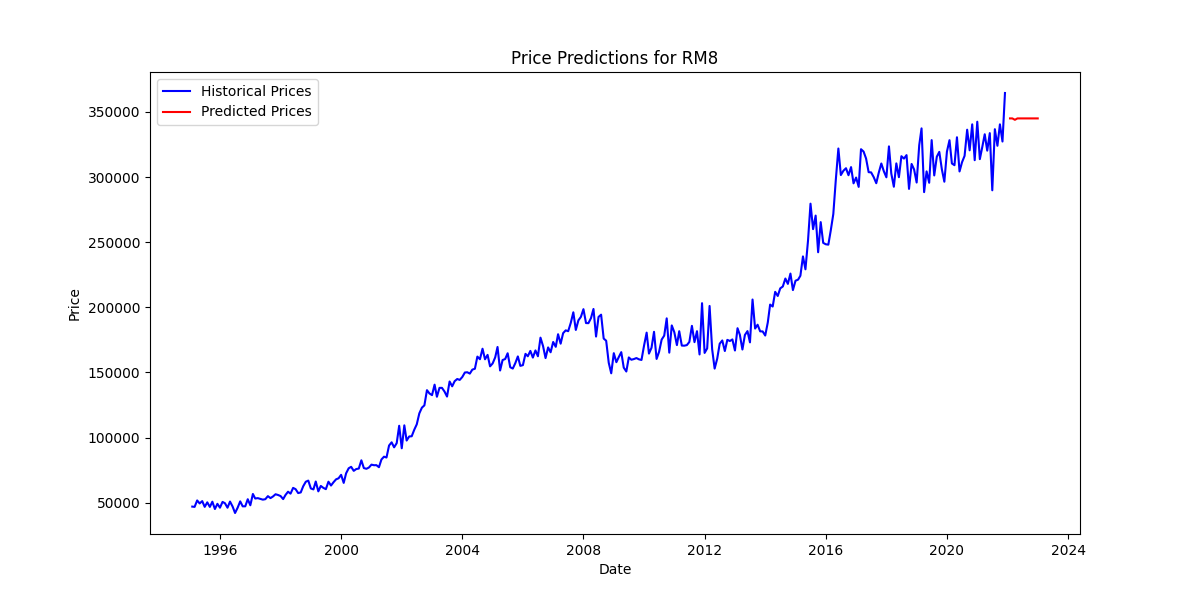 Price Predictions for RM8
Historical Prices
Predicted Prices
350000
300000
250000
200000
150000
100000
50000
Price
1996 2000 2004 2008 2012 2016 2020 2024
Date